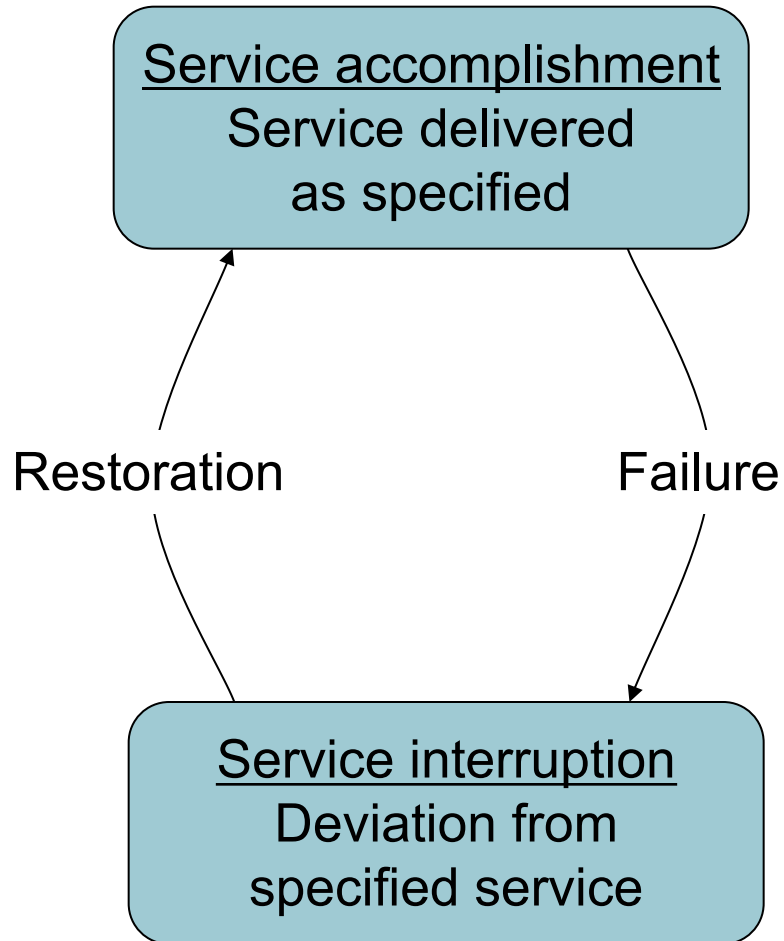 Service accomplishment
Service delivered
as specified
Restoration
Failure
Service interruption
Deviation from
specified service